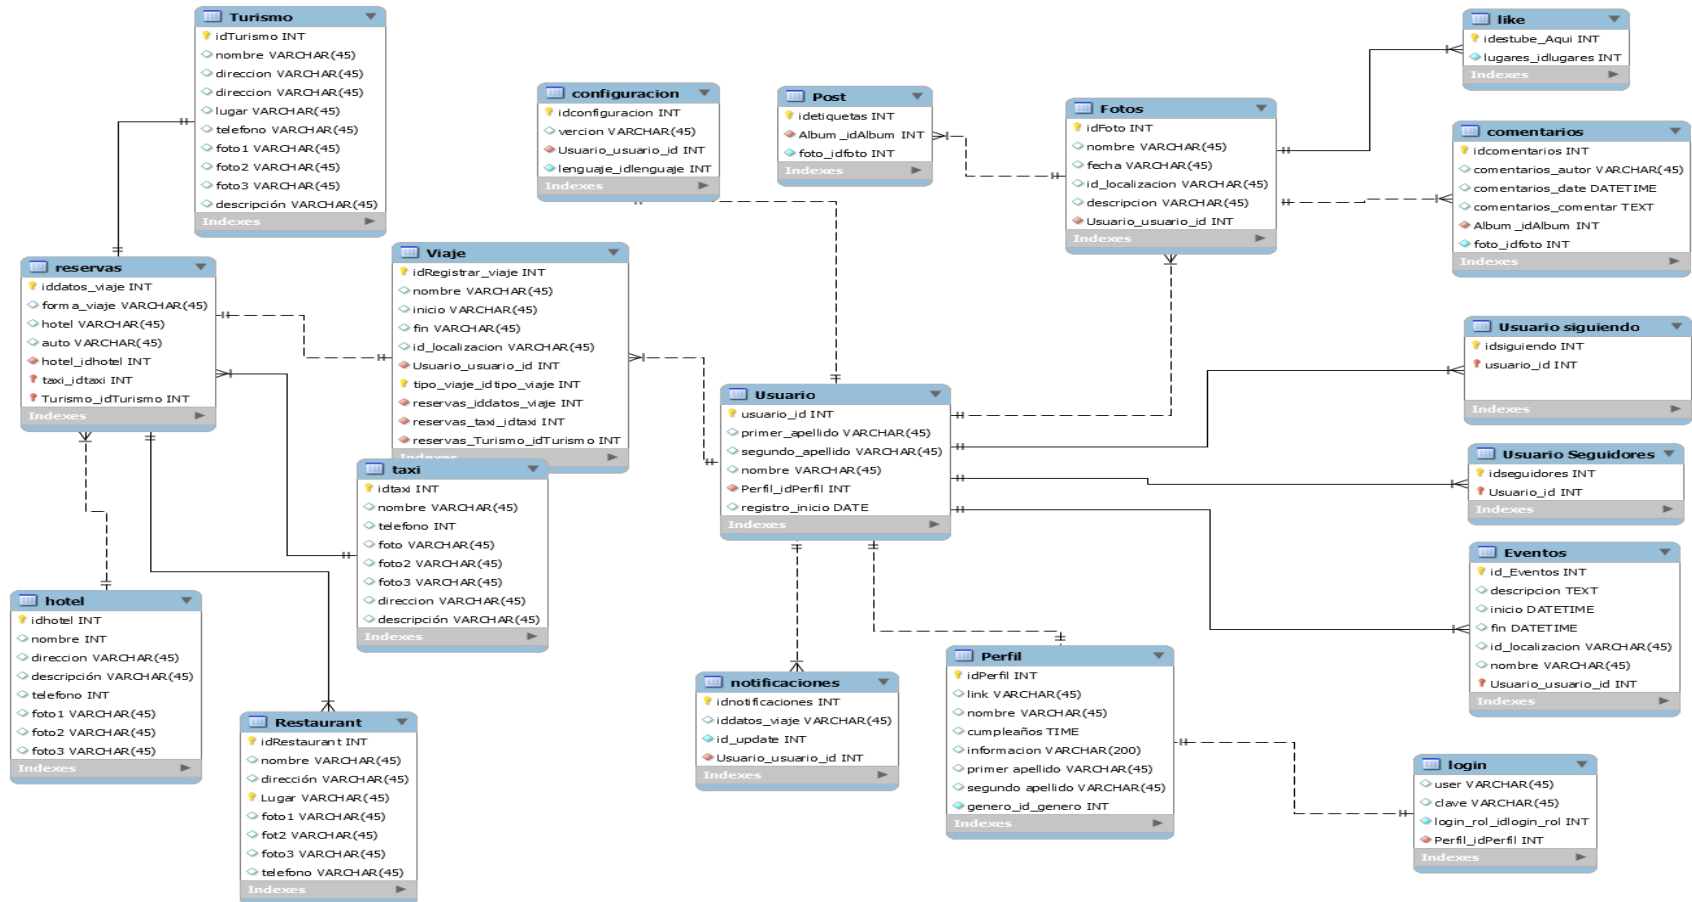 Turismo
idTurismo INT
nombre VARCHAR(45)
direccion VARCHAR(45)
direccion VARCHAR(45)
lugar VARCHAR(45)
telefono VARCHAR(45)
foto1 VARCHAR(45)
foto2 VARCHAR(45)
foto3 VARCHAR(45)
descripción VARCHAR(45)
Indexes
configuracion
idconfiguracion INT
vercion VARCHAR(45)
Usuario_usuario_id INT
lenguaje_idlenguaje INT
Indexes
Post
idetiquetas INT
Album_idAlbum INT
foto_idfoto INT
Indexes
Fotos
idFoto INT
nombre VARCHAR(45)
fecha VARCHAR(45)
id_localizacion VARCHAR(45)
descripcion VARCHAR(45)
Usuario_usuario_id INT
Indexes
like
idestube_Aqui INT
lugares_idlugares INT
Indexes
comentarios
idcomentarios INT
comentarios_autor VARCHAR(45)
comentarios_date DATETIME
comentarios_comentar TEXT
Album_idAlbum INT
foto_idfoto INT
Indexes
reservas
iddatos_viaje INT
forma_viaje VARCHAR(45)
hotel VARCHAR(45)
auto VARCHAR(45)
hotel_idhotel INT
taxi_idtaxi INT
Turismo_idTurismo INT
Indexes
Viaje
idRegistrar_viaje INT
nombre VARCHAR(45)
inicio VARCHAR(45)
fin VARCHAR(45)
id_localizacion VARCHAR(45)
Usuario_usuario_id INT
tipo_viaje_idtipo_viaje INT
reservas_iddatos_viaje INT
reservas_taxi_idtaxi INT
reservas_Turismo_idTurismo INT
Indexes
Usuario
usuario_id INT
primer_apellido VARCHAR(45)
segundo_apellido VARCHAR(45)
nombre VARCHAR(45)
Perfil_idPerfil INT
registro_inicio DATE
Indexes
Usuario siguiendo
idsiguiendo INT
usuario_id INT
Indexes
Usuario Seguidores
idseguidores INT
Usuario_id INT
Indexes
taxi
idtaxi INT
nombre VARCHAR(45)
telefono INT
foto VARCHAR(45)
foto2 VARCHAR(45)
foto3 VARCHAR(45)
direccion VARCHAR(45)
descripción VARCHAR(45)
Indexes
Eventos
id_Eventos INT
descripcion TEXT
inicio DATETIME
fin DATETIME
id_localizacion VARCHAR(45)
nombre VARCHAR(45)
Usuario_usuario_id INT
Indexes
hotel
idhotel INT
nombre INT
direccion VARCHAR(45)
descripción VARCHAR(45)
telefono INT
foto1 VARCHAR(45)
foto2 VARCHAR(45)
foto3 VARCHAR(45)
Indexes
Restaurant
idRestaurant INT
nombre VARCHAR(45)
dirección VARCHAR(45)
Lugar VARCHAR(45)
foto1 VARCHAR(45)
fot2 VARCHAR(45)
foto3 VARCHAR(45)
telefono VARCHAR(45)
Indexes
notificaciones
idnotificaciones INT
iddatos_viaje VARCHAR(45)
id_update INT
Usuario_usuario_id INT
Indexes
Perfil
idPerfil INT
link VARCHAR(45)
nombre VARCHAR(45)
cumpleaños TIME
informacion VARCHAR(200)
primer apellido VARCHAR(45)
segundo apellido VARCHAR(45)
genero_id_genero INT
Indexes
login
user VARCHAR(45)
clave VARCHAR(45)
login_rol_idlogin_rol INT
Perfil_idPerfil INT
Indexes